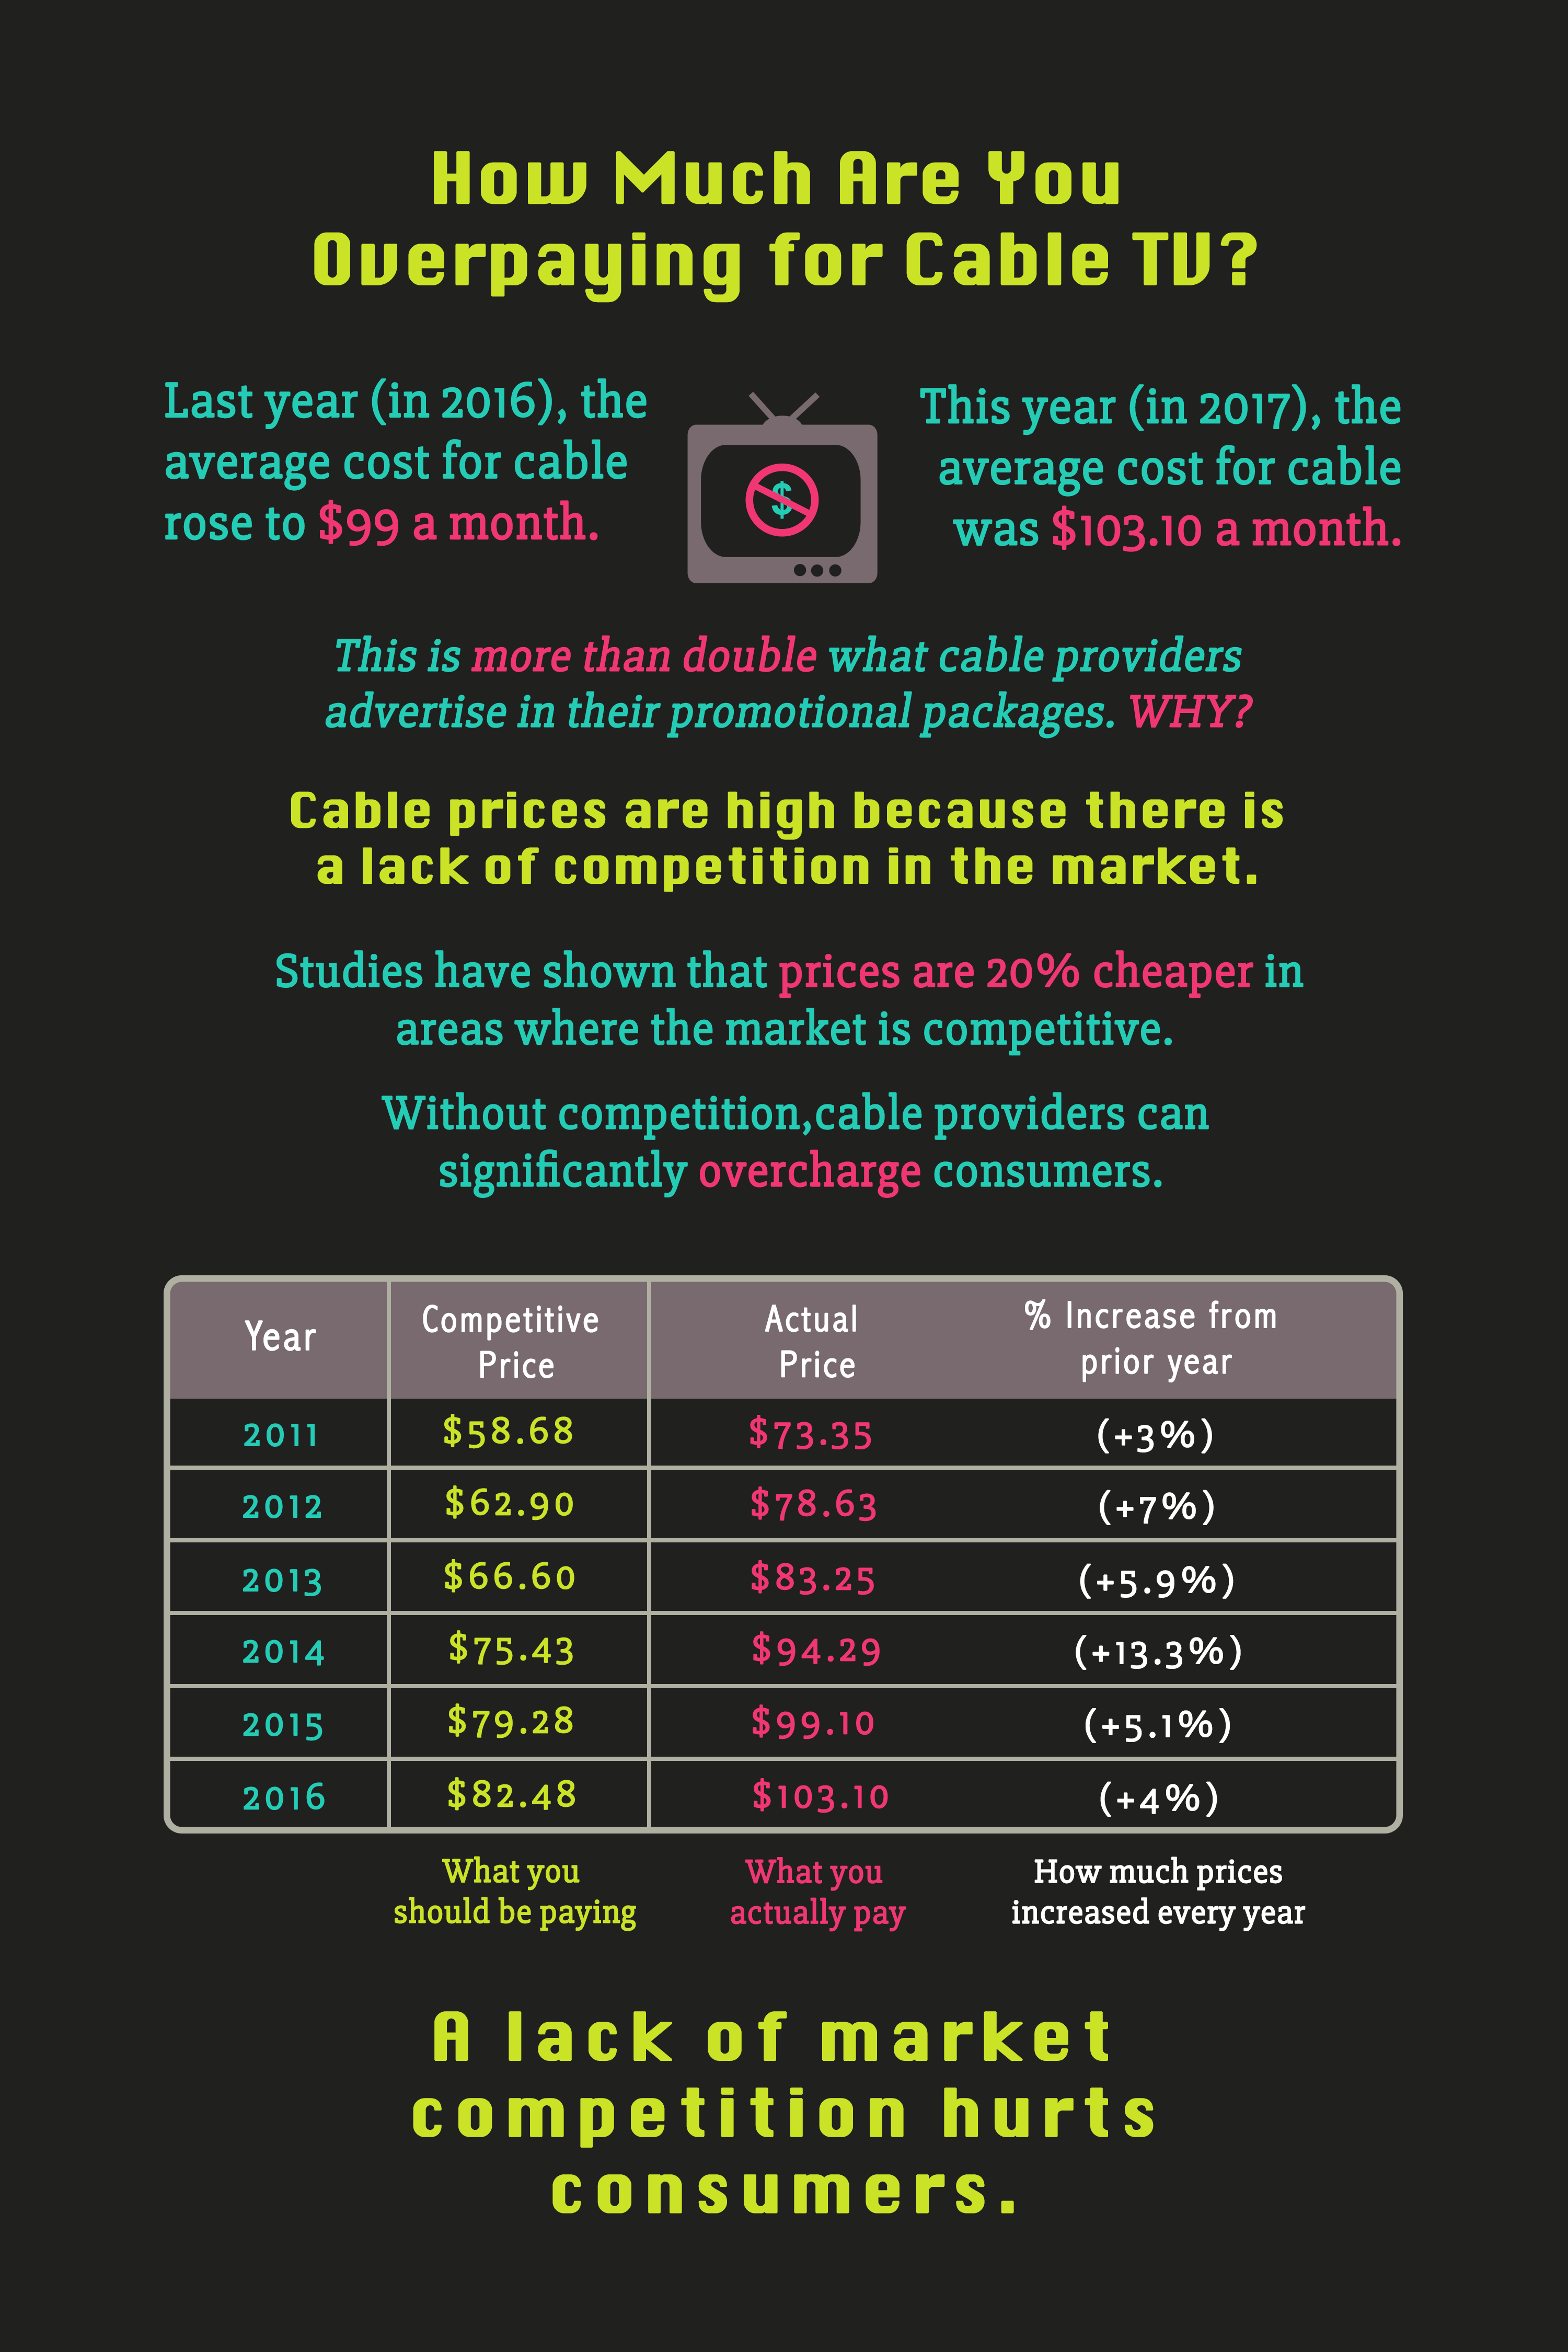 How Much Are You
Overpaying for Cable TV?
Last year (in 2016), the
average cost for cable
rose to $99 a month.
$
This year (in 2017), the
average cost for cable
was $103.10 a month.
This is more than double what cable providers
advertise in their promotional packages. WHY?
Cable prices are high because there is
a lack of competition in the market.
Studies have shown that prices are 20% cheaper in
areas where the market is competitive.
Without competition,cable providers can
significantly overcharge consumers.
Year
Competitive
Price
Actual
Price
% Increase from
prior year
2011 $58.68 $73.35 (+3%)
2012 $62.90 $78.63 (+7%)
2013 $66.60 $83.25 (+5.9%)
2014 $75.43 $94.29 (+13.3%)
2015 $79.28 $99.10 (+5.1%)
2016 $82.48 $103.10 (+4%)
What you
should be paying
What you
actually pay
How much prices
increased every year
A lack of market
competition hurts
consumers.